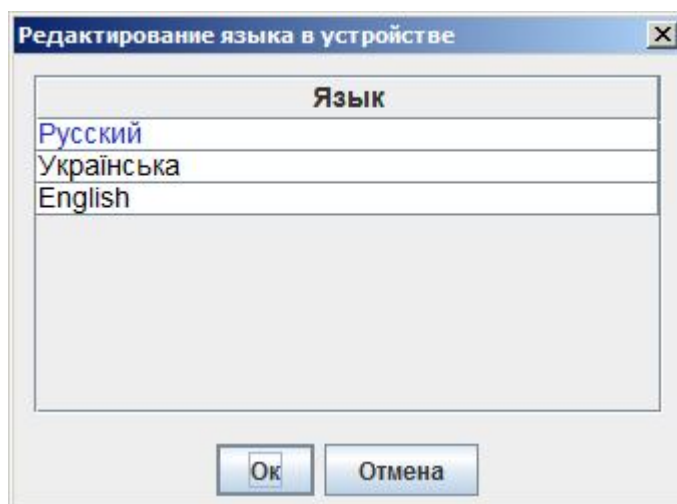 Редактирование языка в устройстве
Язык
Русский
Українська
English
Ок Отмена